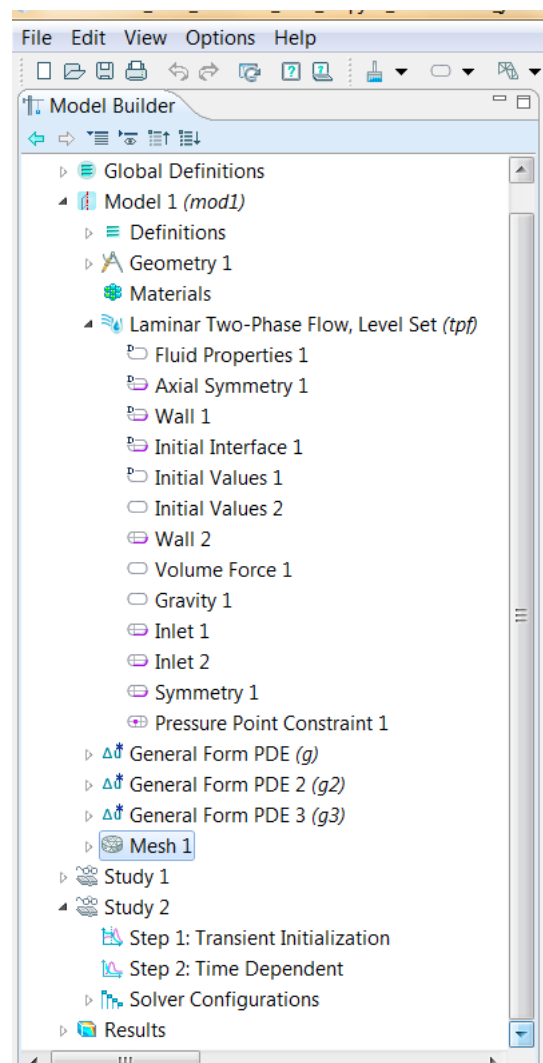 File Edit View Options Help
Model Builder
Global Definitions
Model 1 (mod1)
Definitions
Geometry 1
Materials
Laminar Two-Phase Flow, Level Set (tpf)
Fluid Properties 1
Axial Symmetry 1
Wall 1
Initial Interface 1
Initial Values 1
Initial Values 2
Wall 2
Volume Force 1
Gravity 1
Inlet 1
Inlet 2
Symmetry 1
Pressure Point Constraint 1
General Form PDE (g)
General Form PDE 2 (g2)
General Form PDE 3 (g3)
Mesh 1
Study 1
Study 2
Step 1: Transient Initialization
Step 2: Time Dependent
Solver Configurations
Results